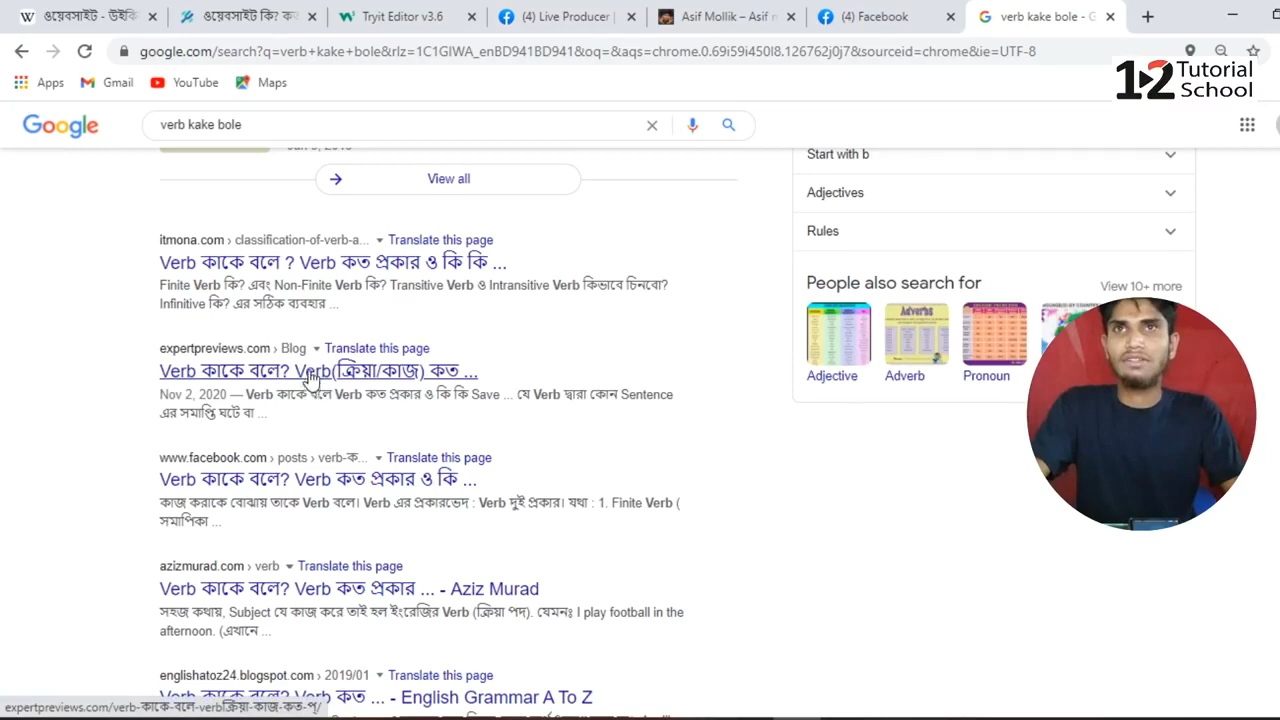 ওয়েবসাইট - উইকি
ওয়েবসাইট কি? কত
Tryit Editor v3.6
(4) Live Producer |
Asif Mollik – Asif m
(4) Facebook
verb kake bole - G
google.com/search?q=verb+kake+bole&rlz=1C1GIWA_enBD941BD941&oq=&aqs=chrome.0.69i59i450l8.126762j0j7&sourceid=chrome&ie=UTF-8
Apps
Gmail
YouTube
Maps
12 Tutorial
School
Google
verb kake bole
View all
itmona.com › classification-of-verb-a... Translate this page
Verb কাকে বলে ? Verb কত প্রকার ও কি কি ...
Finite Verb কি? এবং Non-Finite Verb কি? Transitive Verb ও Intransitive Verb কিভাবে চিনবো?
Infinitive কি? এর সঠিক ব্যবহার ...
expertpreviews.com › Blog Translate this page
Verb কাকে বলে? Verb(ক্রিয়া/কাজ) কত ...
Nov 2, 2020 — Verb কাকে বলে Verb কত প্রকার ও কি কি Save ... যে Verb দ্বারা কোন Sentence
এর সমাপ্তি ঘটে বা ...
www.facebook.com › posts › verb-ক... Translate this page
Verb কাকে বলে? Verb কত প্রকার ও কি ...
কাজ করাকে বোঝায় তাকে Verb বলে। Verb এর প্রকারভেদ : Verb দুই প্রকার। যথা : 1. Finite Verb (
সমাপিকা ...
azizmurad.com › verb Translate this page
Verb কাকে বলে? Verb কত প্রকার ... - Aziz Murad
সহজ কথায়, Subject যে কাজ করে তাই হল ইংরেজির Verb (ক্রিয়া পদ). যেমনঃ I play football in the
afternoon. (এখানে ...
englishatoz24.blogspot.com › 2019/01 Translate this page
Verb কাকে বলে? Verb কত ... - English Grammar A To Z
Start with b
Adjectives
Rules
People also search for
View 10+ more
Adjective
Adverb
Pronoun
Adverbs
expertpreviews.com/verb-কাকে-বলে-verbক্রিয়া-কাজ-কত-প্/